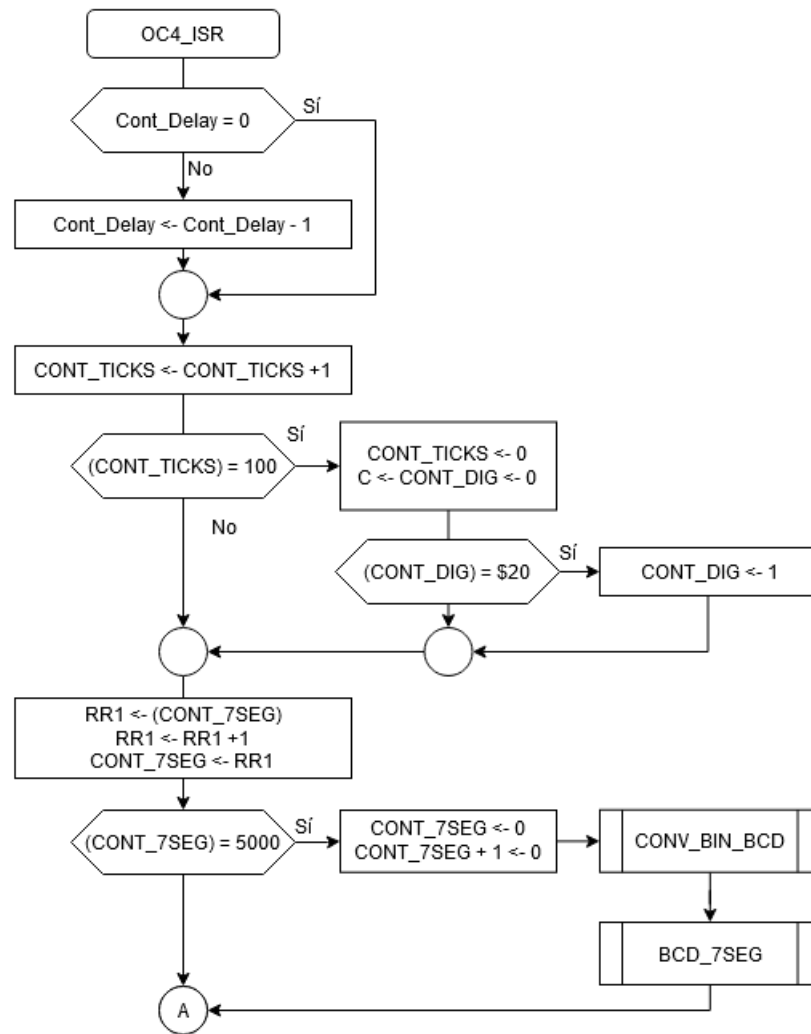 OC4_ISR
Cont_Delay = 0
Sí
No
Cont_Delay <- Cont_Delay - 1
CONT_TICKS <- CONT_TICKS +1
(CONT_TICKS) = 100
Sí
CONT_TICKS <- 0
C <- CONT_DIG <- 0
No
(CONT_DIG) = $20
Sí
CONT_DIG <- 1
RR1 <- (CONT_7SEG)
RR1 <- RR1 +1
CONT_7SEG <- RR1
(CONT_7SEG) = 5000
Sí
CONT_7SEG <- 0
CONT_7SEG + 1 <- 0
CONV_BIN_BCD
BCD_7SEG
A